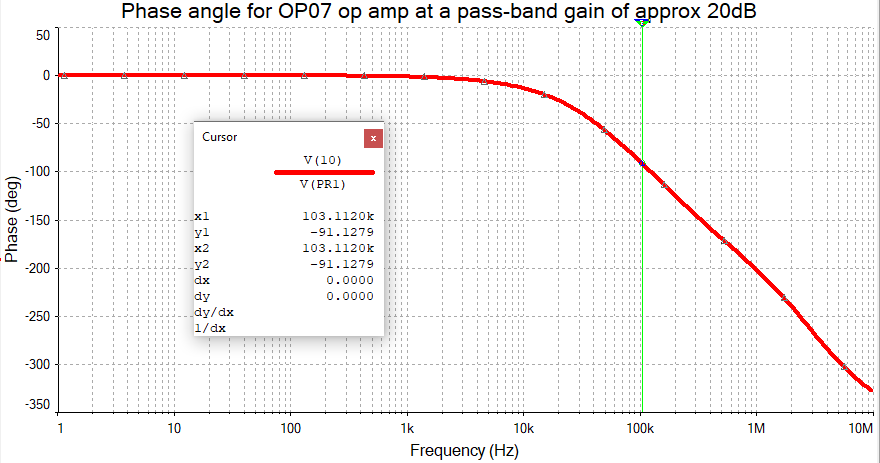 Phase angle for OP07 op amp at a pass-band gain of approx 20dB
50
0
-50
-100
-150
-200
-250
-300
-350
Phase (deg)
Cursor
x
V(10)
V(PR1)
x1 103.1120k
y1 -91.1279
x2 103.1120k
y2 -91.1279
dx 0.0000
dy 0.0000
dy/dx
1/dx
1 10 100 1k 10k 100k 1M 10M
Frequency (Hz)